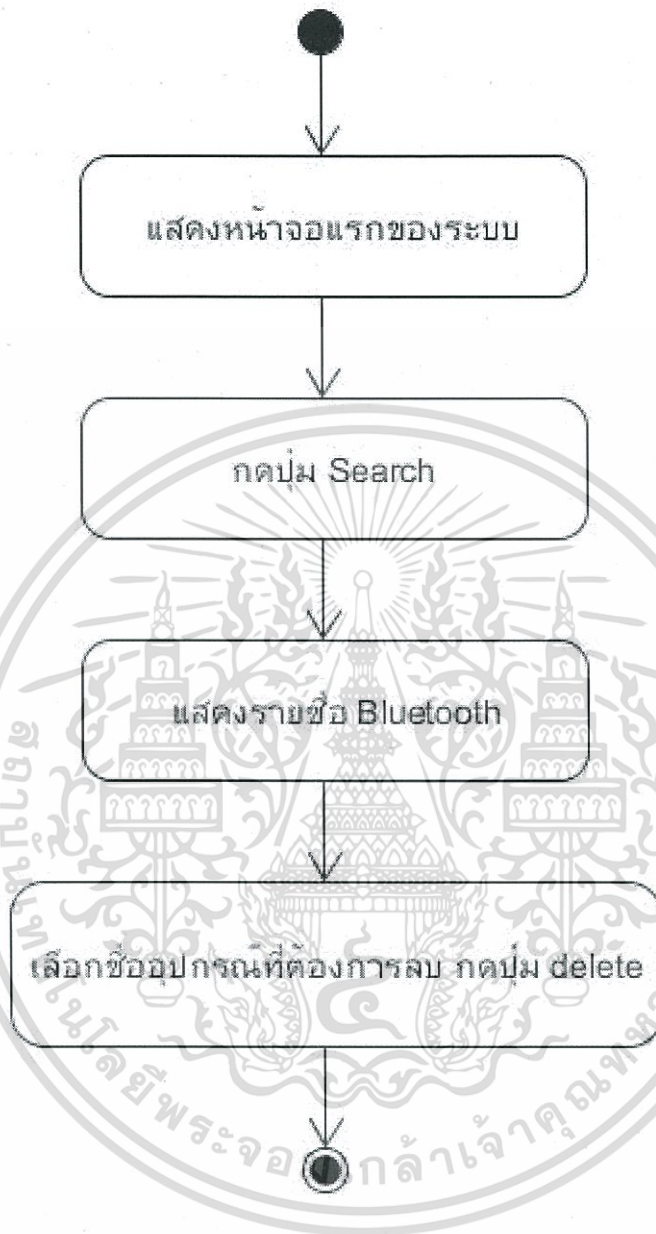 แสดงหน้าจอแรกของระบบ
กดปุ่ม Search
แสดงรายชื่อ Bluetooth
เลือกชื่ออุปกรณ์ที่ต้องการลบ กดปุ่ม delete